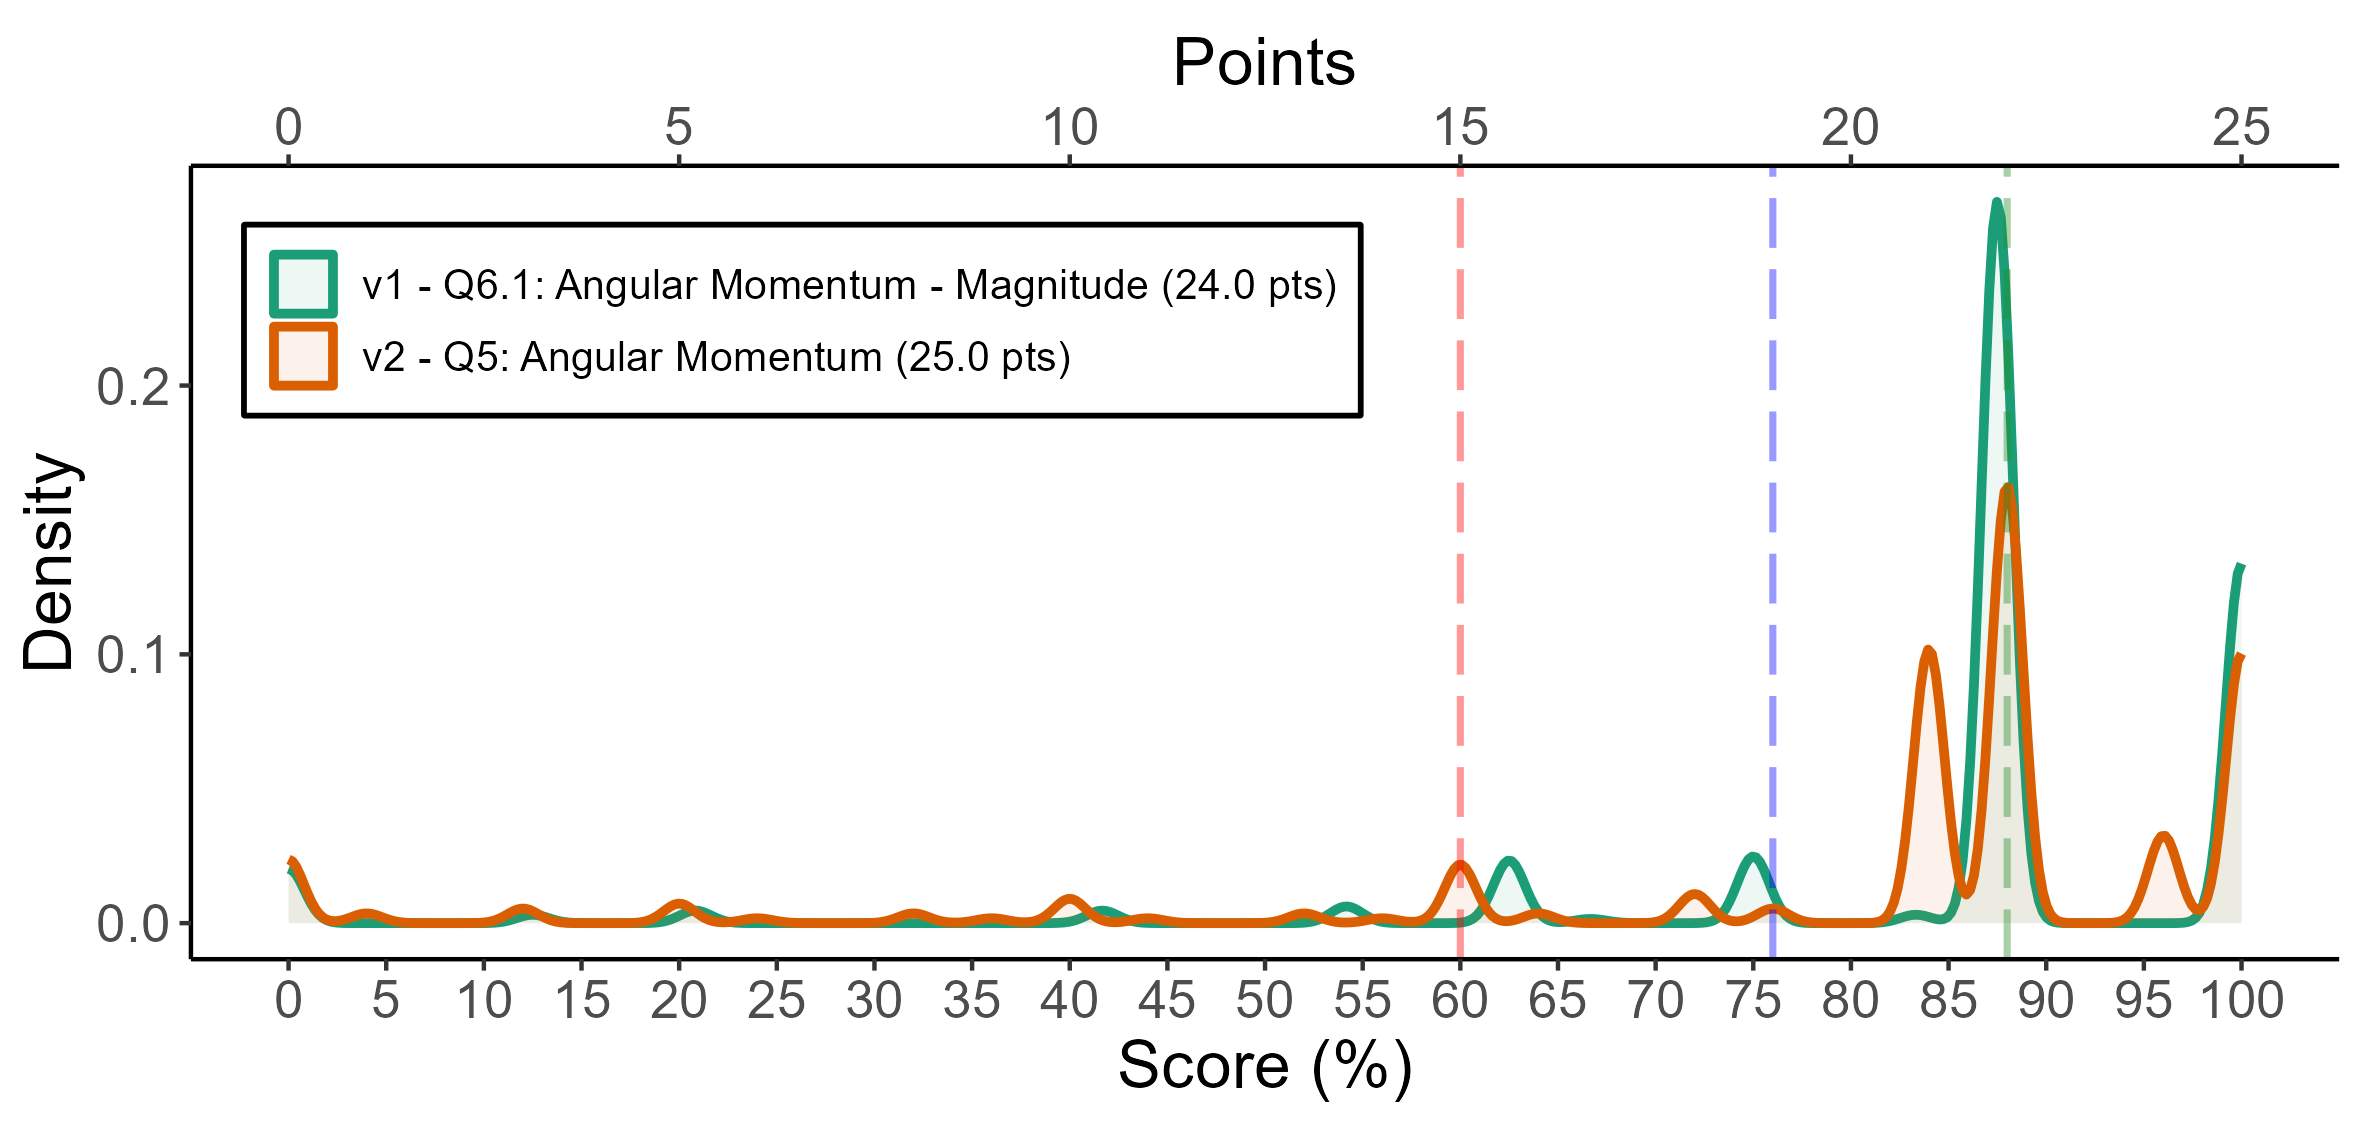 Points
0 5 10 15 20 25
v1 - Q6.1: Angular Momentum - Magnitude (24.0 pts)
v2 - Q5: Angular Momentum (25.0 pts)
Density
0.2
0.1
0.0
0 5 10 15 20 25 30 35 40 45 50 55 60 65 70 75 80 85 90 95 100
Score (%)